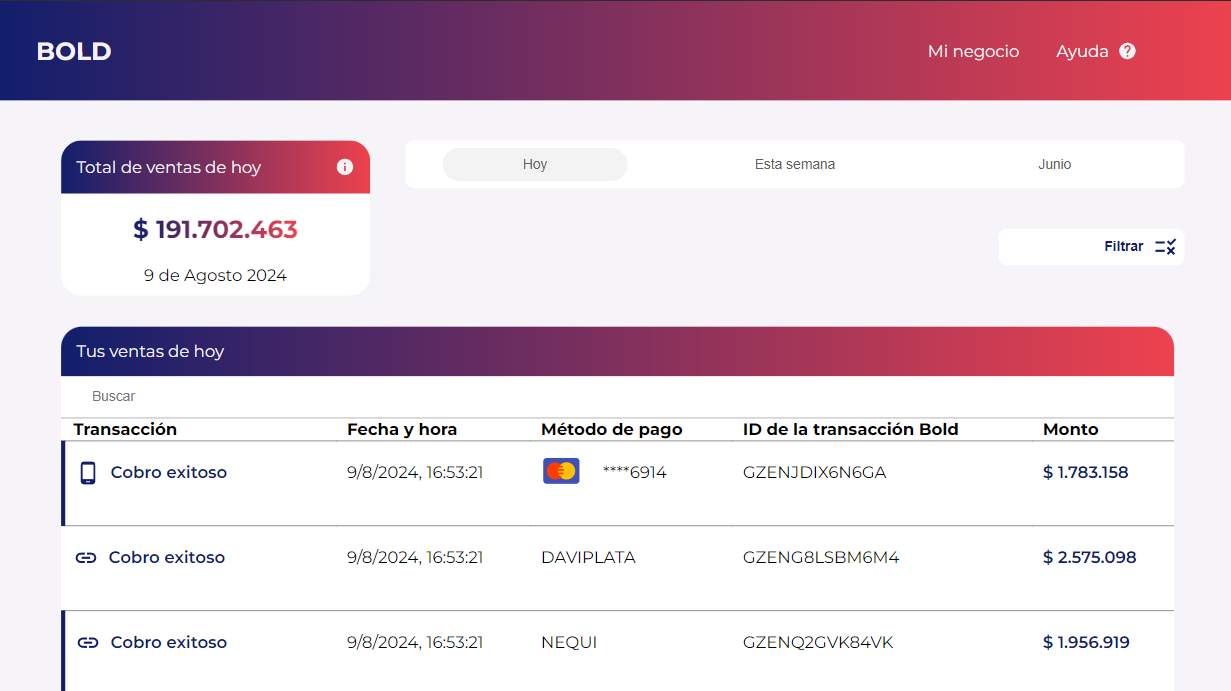 BOLD Mi negocio Ayuda ?
Total de ventas de hoy i
$ 191.702.463
9 de Agosto 2024
Hoy Esta semana Junio
Filtrar
Tus ventas de hoy
Buscar
Transacción Fecha y hora Método de pago ID de la transacción Bold Monto
Cobro exitoso 9/8/2024, 16:53:21 ****6914 GZENJDIX6N6GA $ 1.783.158
Cobro exitoso 9/8/2024, 16:53:21 DAVIPLATA GZENG8LSBM6M4 $ 2.575.098
Cobro exitoso 9/8/2024, 16:53:21 NEQUI GZENQ2GVK84VK $ 1.956.919